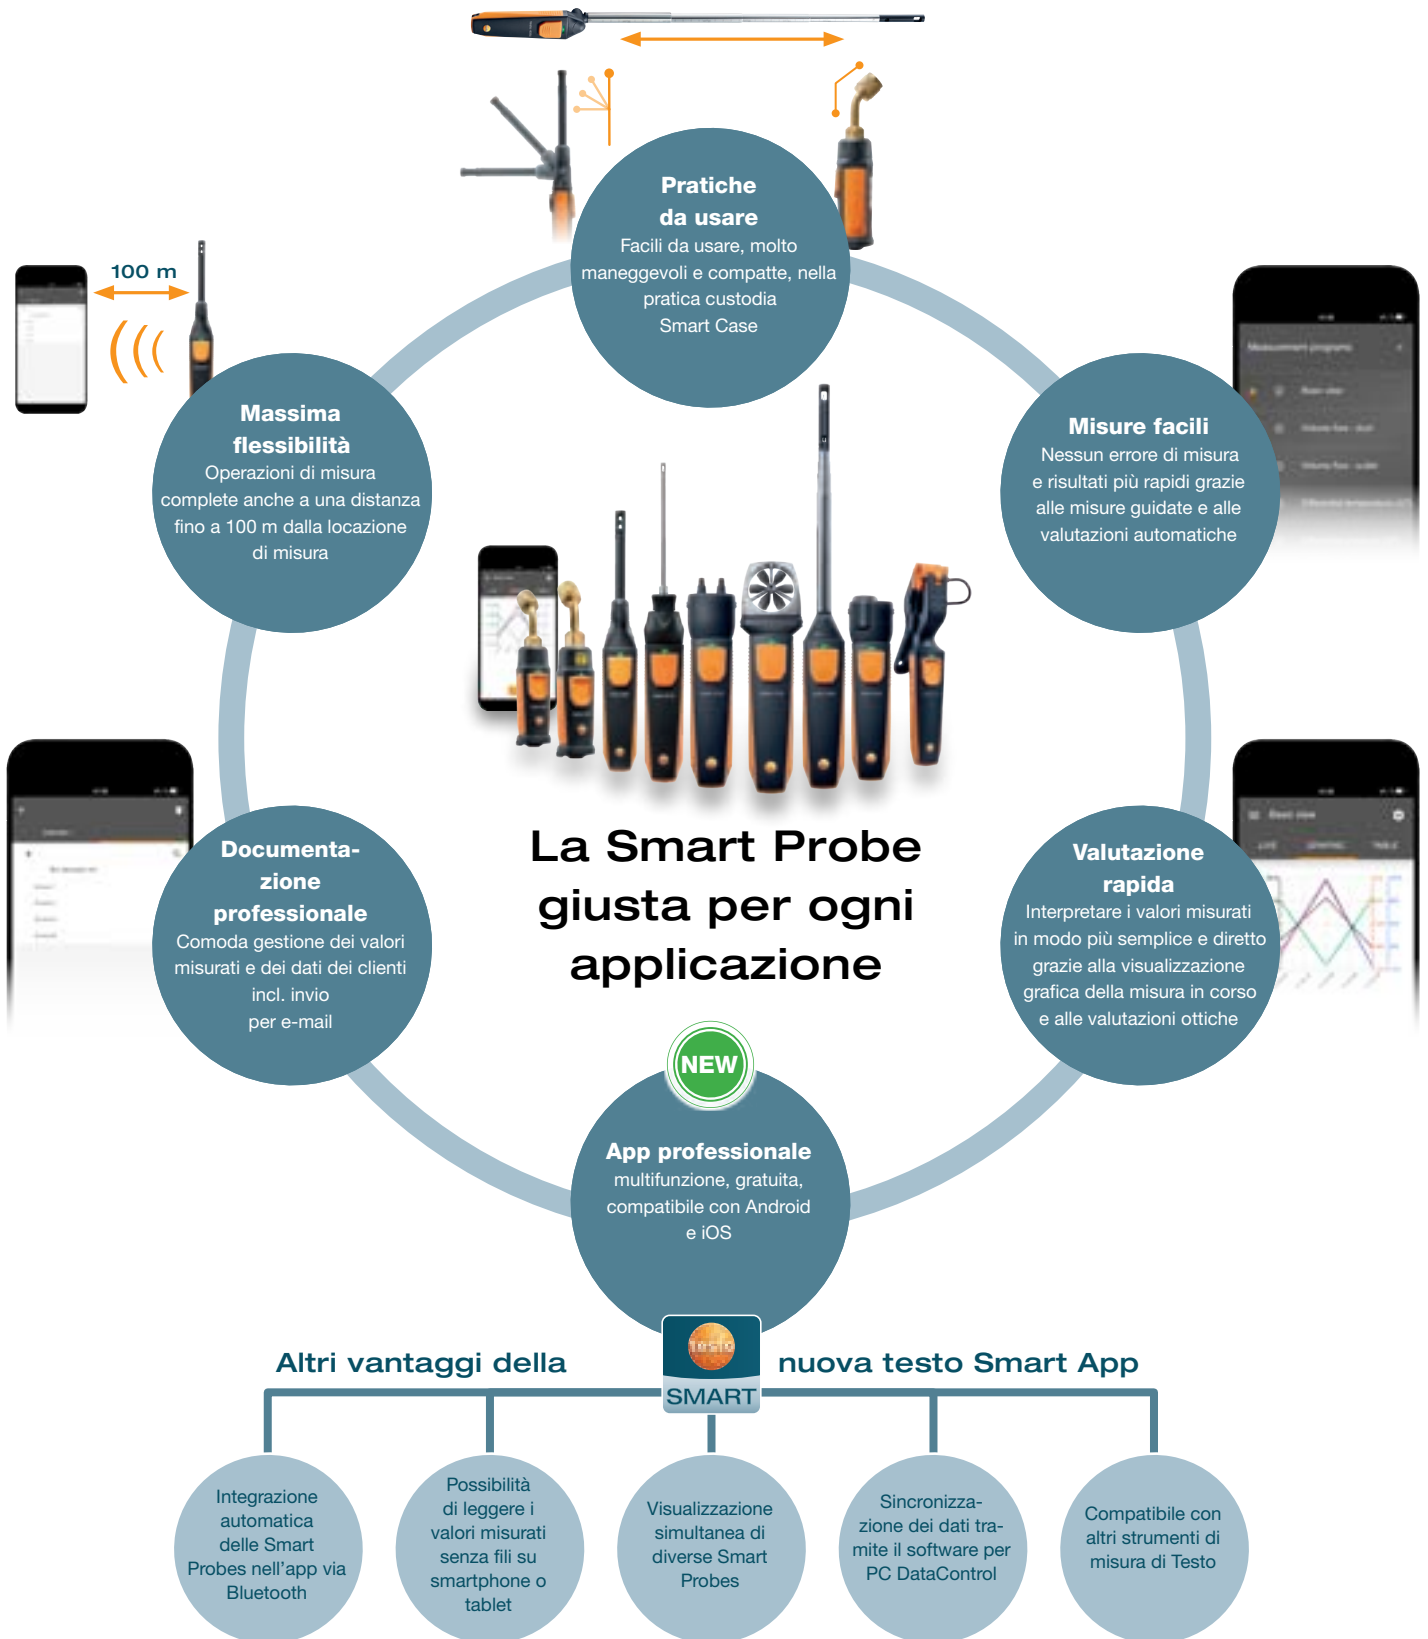 100 m
Pratiche
da usare
Facili da usare, molto
maneggevoli e compatte, nella
pratica custodia
Smart Case
Massima
flessibilità
Operazioni di misura
complete anche a una distanza
fino a 100 m dalla locazione
di misura
Misure facili
Nessun errore di misura
e risultati più rapidi grazie
alle misure guidate e alle
valutazioni automatiche
Documenta-
zione
professionale
Comoda gestione dei valori
misurati e dei dati dei clienti
incl. invio
per e-mail
La Smart Probe
giusta per ogni
applicazione
Valutazione
rapida
Interpretare i valori misurati
in modo più semplice e diretto
grazie alla visualizzazione
grafica della misura in corso
e alle valutazioni ottiche
NEW
App professionale
multifunzione, gratuita,
compatibile con Android
e iOS
Altri vantaggi della
testo
SMART
nuova testo Smart App
Integrazione
automatica
delle Smart
Probes nell'app via
Bluetooth
Possibilità
di leggere i
valori misurati
senza fili su
smartphone o
tablet
Visualizzazione
simultanea di
diverse Smart
Probes
Sincronizza-
zione dei dati tra-
mite il software per
PC DataControl
Compatibile con
altri strumenti di
misura di Testo